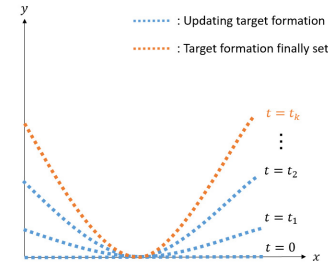 y
: Updating target formation
: Target formation finally set
t = t_k
⋮
t = t_2
t = t_1
t = 0
x